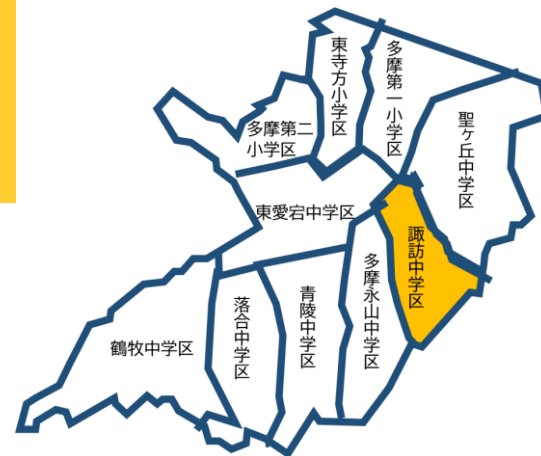 東寺方小学区
多摩第一小学区
多摩第二
小学区
聖ヶ丘中学区
東愛宕中学区
諏訪中学区
多摩永山中学区
青陵中学区
落合中学区
鶴牧中学区